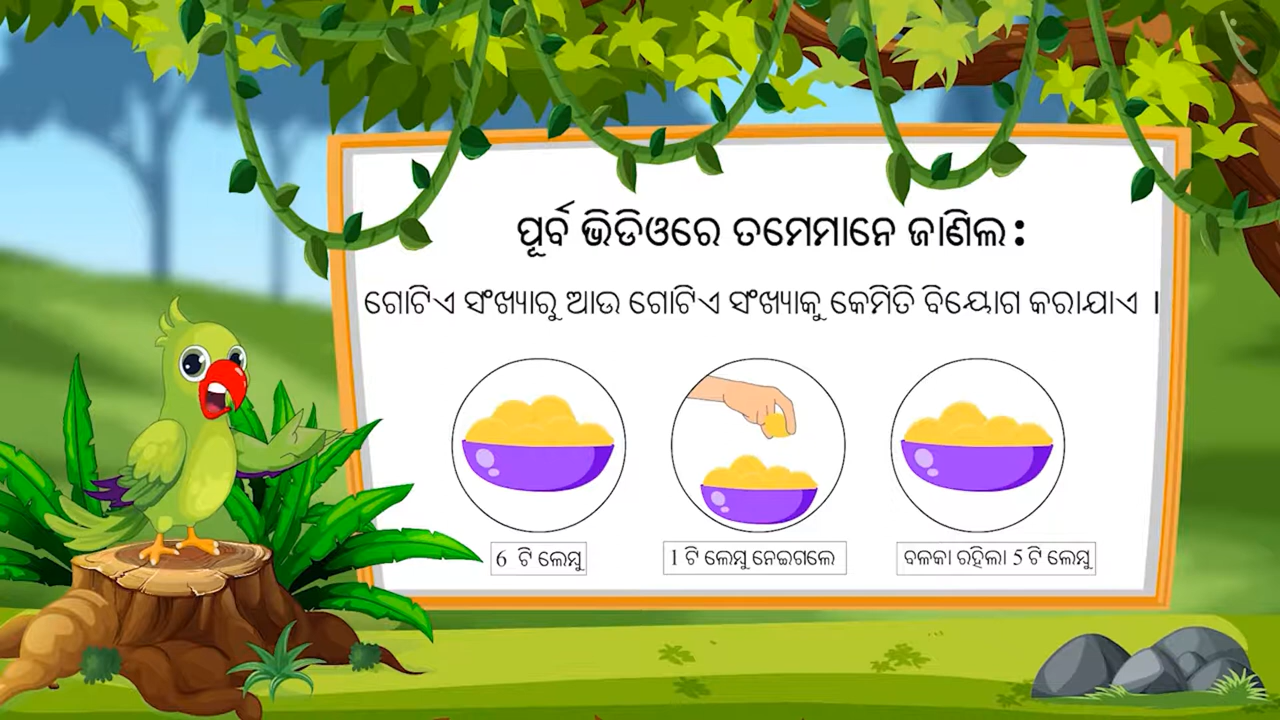 ପୂର୍ବ ଭିଡିଓରେ ତମେମାନେ ଜାଣିଲ :
ଗୋଟିଏ ସଂଖ୍ୟାରୁ ଆଉ ଗୋଟିଏ ସଂଖ୍ୟାକୁ କେମିତି ବିୟୋଗ କରାଯାଏ ।
6 ଟି ଲେମ୍ବୁ
1 ଟି ଲେମ୍ବୁ ନେଇଗଲେ
ବଳକା ରହିଲା 5 ଟି ଲେମ୍ବୁ